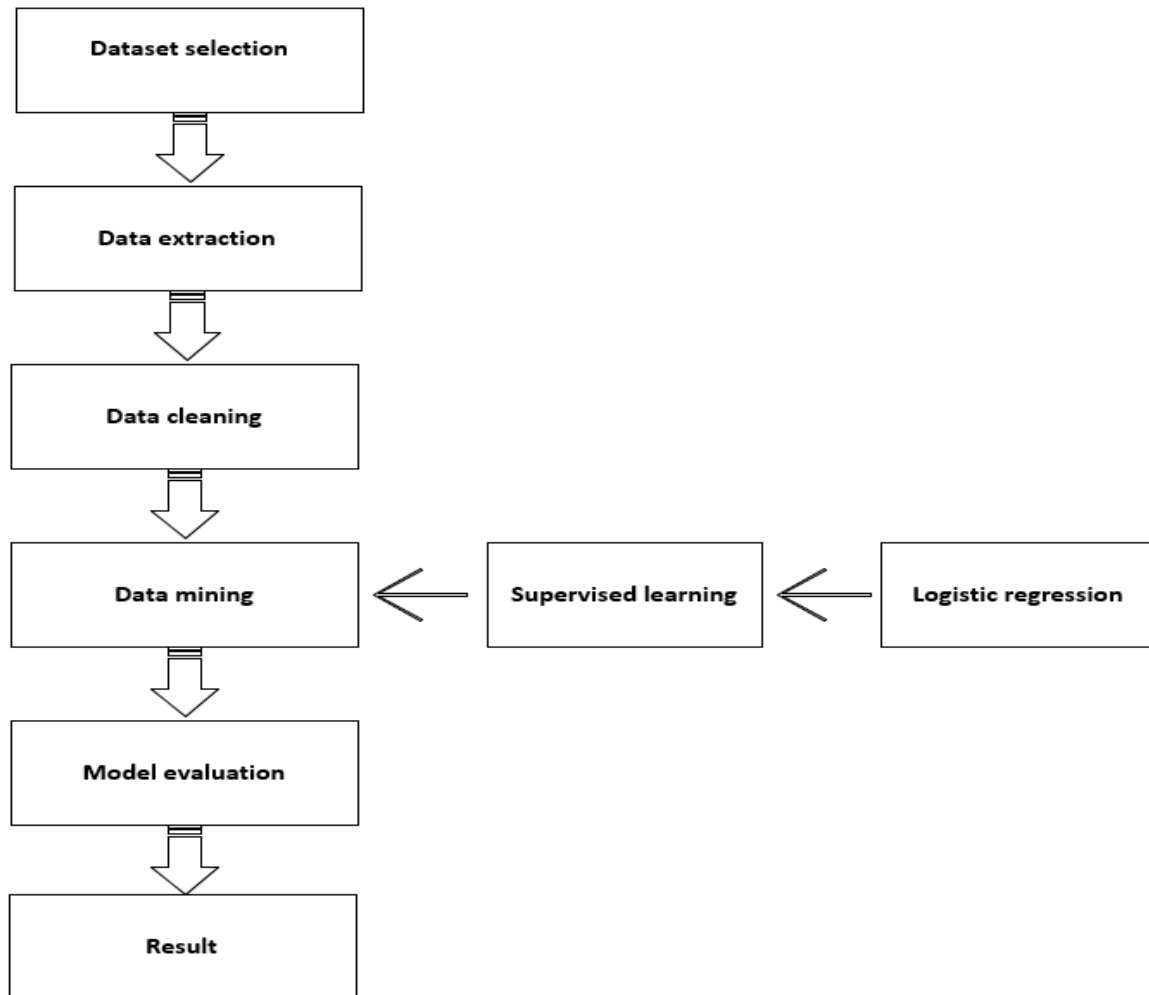 Dataset selection
Data extraction
Data cleaning
Data mining
Supervised learning
Logistic regression
Model evaluation
Result